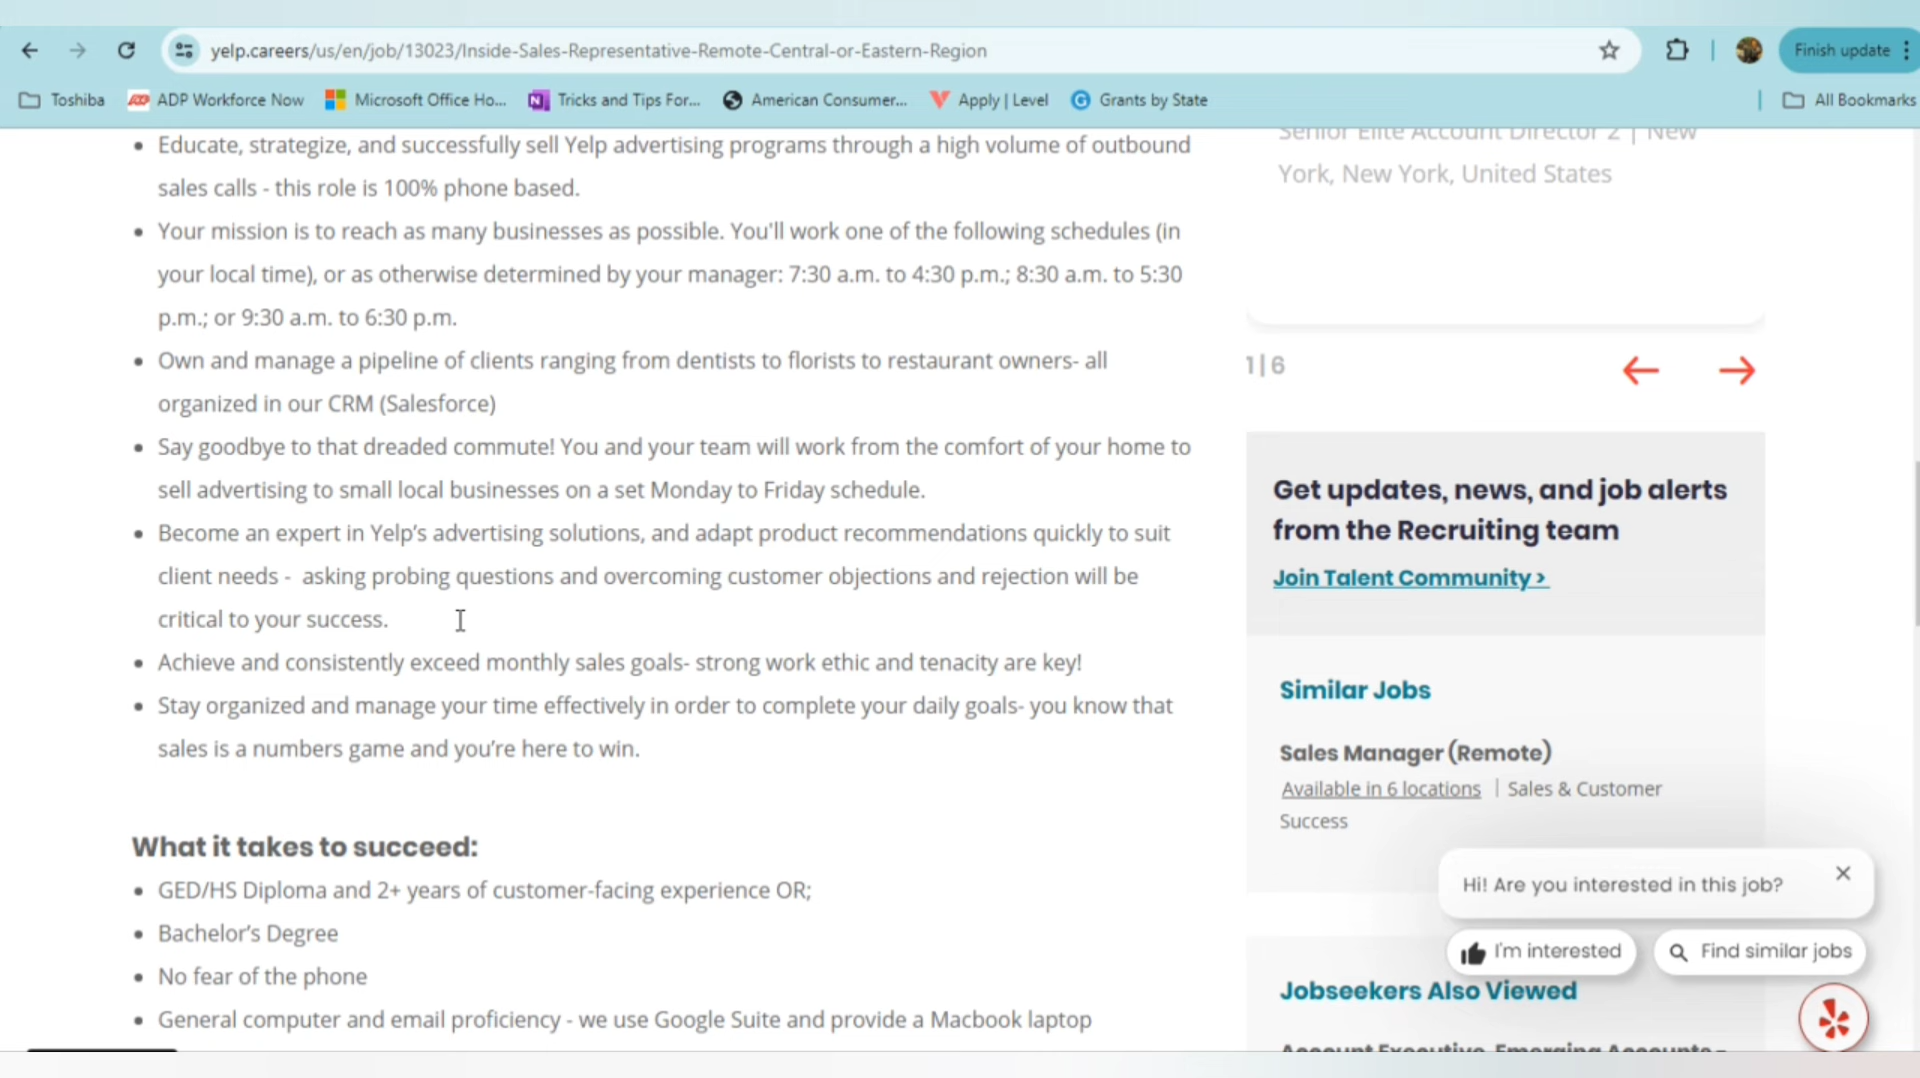 yelp.careers/us/en/job/13023/Inside-Sales-Representative-Remote-Central-or-Eastern-Region
Finish update
Toshiba
ADP Workforce Now
Microsoft Office Ho...
Tricks and Tips For...
American Consumer...
Apply | Level
Grants by State
All Bookmarks
• Educate, strategize, and successfully sell Yelp advertising programs through a high volume of outbound
sales calls - this role is 100% phone based.
• Your mission is to reach as many businesses as possible. You'll work one of the following schedules (in
your local time), or as otherwise determined by your manager: 7:30 a.m. to 4:30 p.m.; 8:30 a.m. to 5:30
p.m.; or 9:30 a.m. to 6:30 p.m.
• Own and manage a pipeline of clients ranging from dentists to florists to restaurant owners- all
organized in our CRM (Salesforce)
• Say goodbye to that dreaded commute! You and your team will work from the comfort of your home to
sell advertising to small local businesses on a set Monday to Friday schedule.
• Become an expert in Yelp’s advertising solutions, and adapt product recommendations quickly to suit
client needs -  asking probing questions and overcoming customer objections and rejection will be
critical to your success.
• Achieve and consistently exceed monthly sales goals- strong work ethic and tenacity are key!
• Stay organized and manage your time effectively in order to complete your daily goals- you know that
sales is a numbers game and you’re here to win.
What it takes to succeed:
• GED/HS Diploma and 2+ years of customer-facing experience OR;
• Bachelor’s Degree
• No fear of the phone
• General computer and email proficiency - we use Google Suite and provide a Macbook laptop
Senior Elite Account Director 2 | New
York, New York, United States
1|6
Get updates, news, and job alerts
from the Recruiting team
Join Talent Community >
Similar Jobs
Sales Manager (Remote)
Available in 6 locations | Sales & Customer
Success
Hi! Are you interested in this job?
I'm interested
Find similar jobs
Jobseekers Also Viewed
Account Executive, Emerging Accounts -